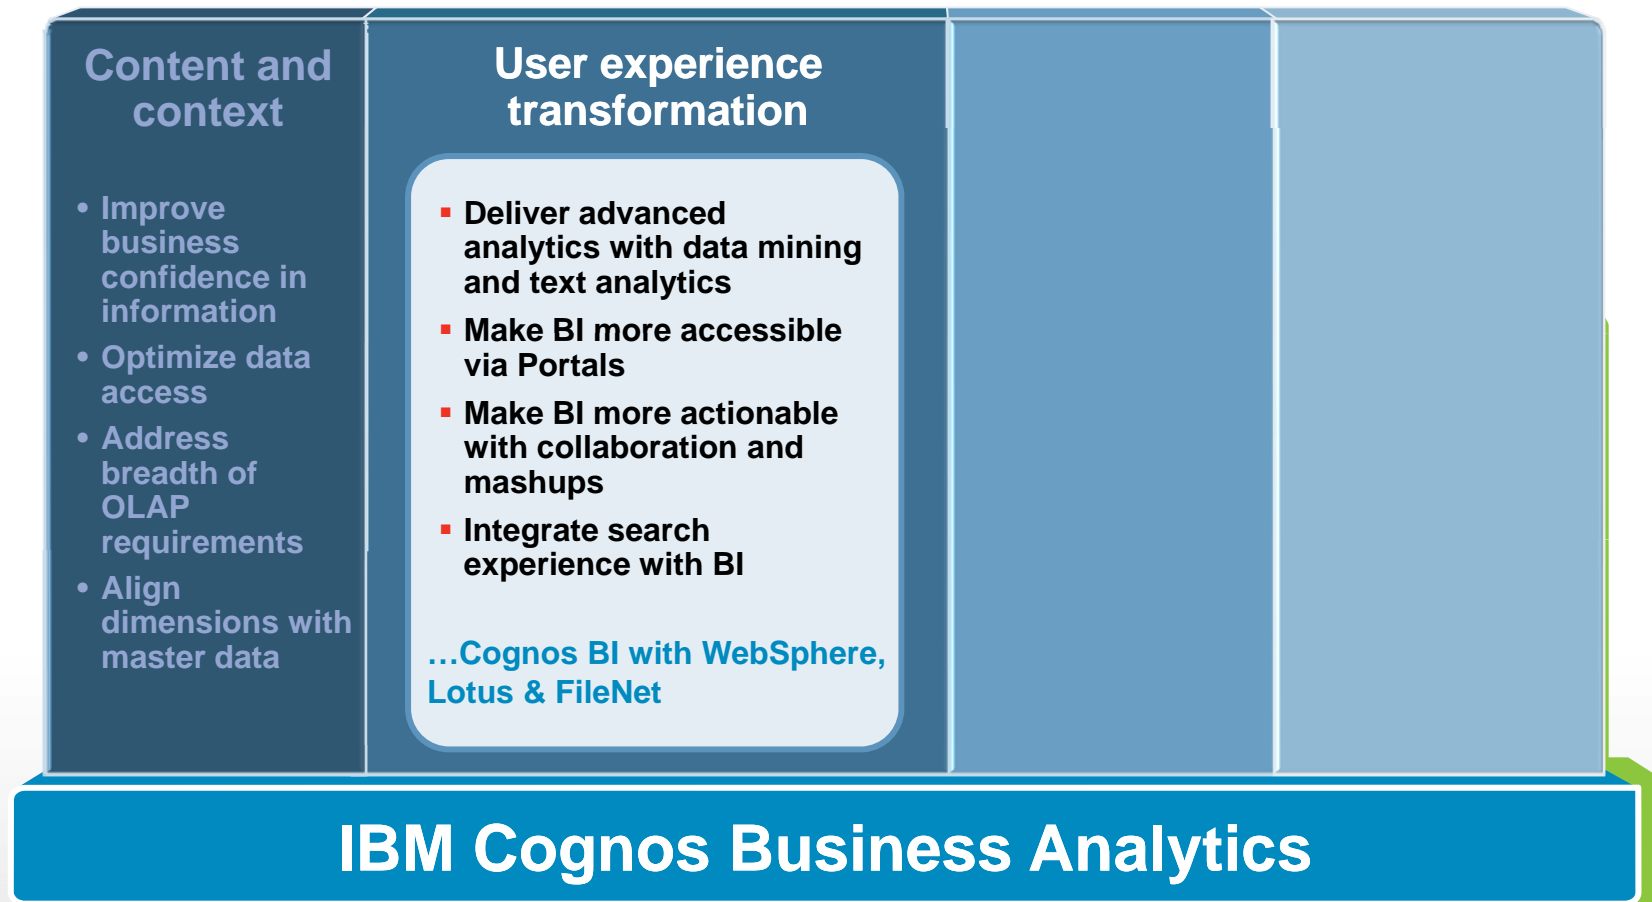 Content and
context
• Improve
business
confidence in
information
• Optimize data
access
• Address
breadth of
OLAP
requirements
• Align
dimensions with
master data
User experience
transformation
▪ Deliver advanced
analytics with data mining
and text analytics
▪ Make BI more accessible
via Portals
▪ Make BI more actionable
with collaboration and
mashups
▪ Integrate search
experience with BI
…Cognos BI with WebSphere,
Lotus & FileNet
IBM Cognos Business Analytics